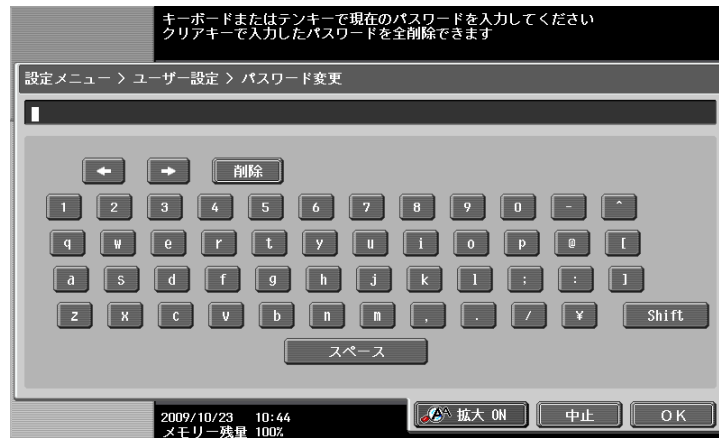 キーボードまたはテンキーで現在のパスワードを入力してください
クリアキーで入力したパスワードを全削除できます
設定メニュー > ユーザー設定 > パスワード変更
← → 削除
1 2 3 4 5 6 7 8 9 0 - ^
q w e r t y u i o p @ [
a s d f g h j k l ; : ]
z x c v b n m , . / ¥ Shift
スペース
拡大 ON 中止 OK
2009/10/23 10:44
メモリー残量 100%